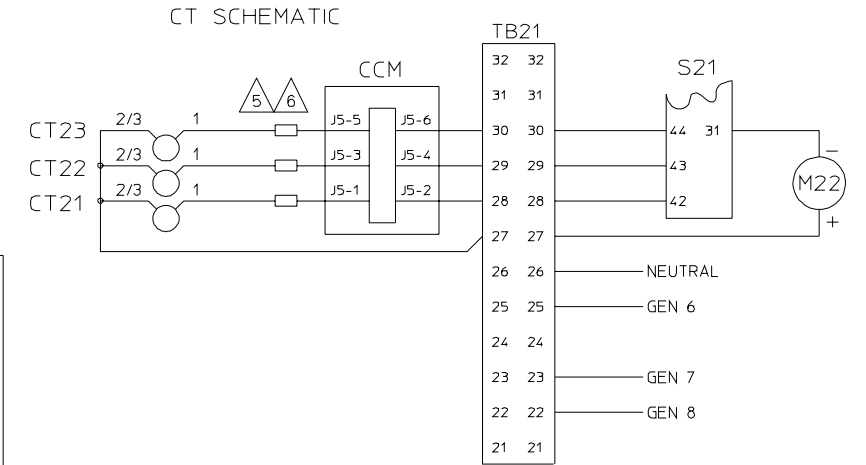 CT SCHEMATIC
TB21
CCM
S21
32 32
31 31
5 6
CT23 2/3 1 J5-5 J5-6 30 30 44 31
CT22 2/3 1 J5-3 J5-4 29 29 43
CT21 2/3 1 J5-1 J5-2 28 28 42
−
M22
+
27 27
26 26 NEUTRAL
25 25 GEN 6
24 24
23 23 GEN 7
22 22 GEN 8
21 21